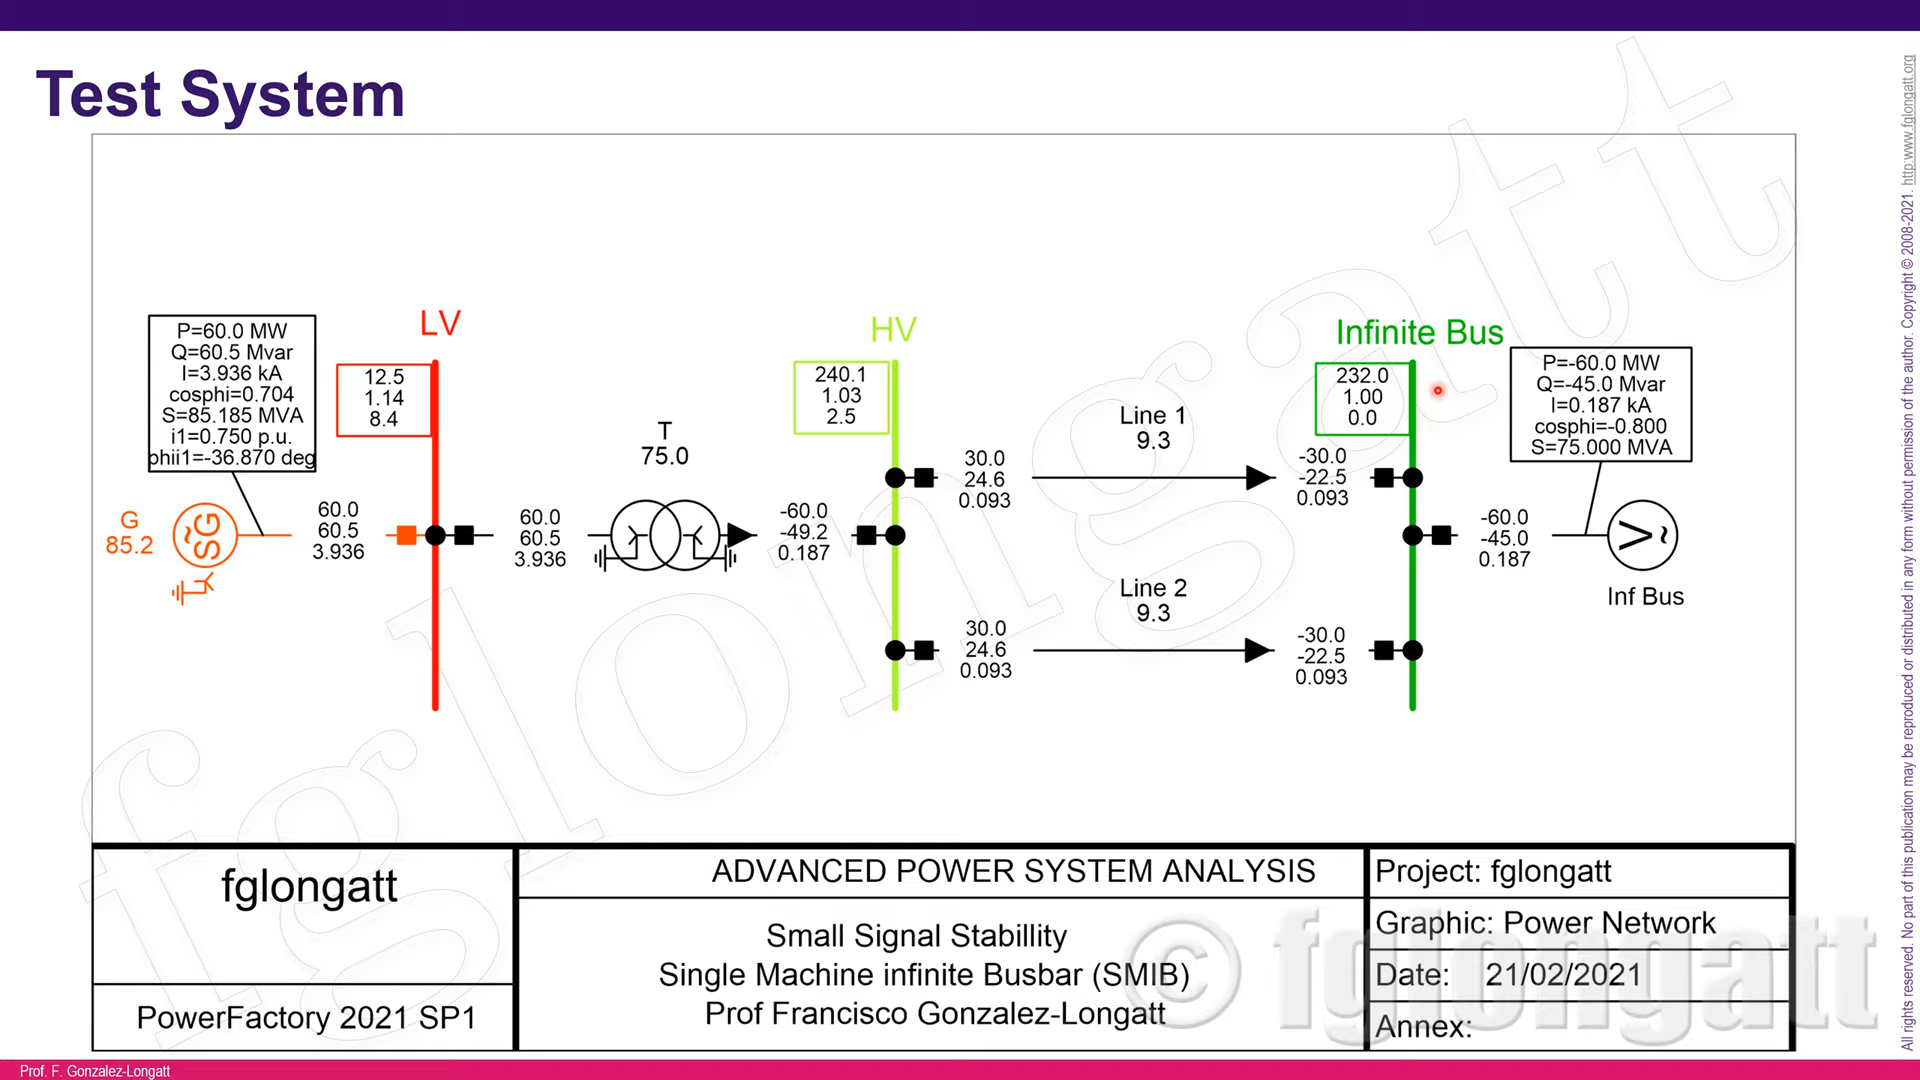 Test System
LV
HV
Infinite Bus
P=60.0 MW
Q=60.5 Mvar
I=3.936 kA
cosphi=0.704
S=85.185 MVA
i1=0.750 p.u.
phii1=-36.870 deg
12.5
1.14
8.4
240.1
1.03
2.5
232.0
1.00
0.0
P=-60.0 MW
Q=-45.0 Mvar
I=0.187 kA
cosphi=-0.800
S=75.000 MVA
G
85.2
SG
~
60.0
60.5
3.936
60.0
60.5
3.936
T
75.0
-60.0
-49.2
0.187
30.0
24.6
0.093
Line 1
9.3
-30.0
-22.5
0.093
30.0
24.6
0.093
Line 2
9.3
-30.0
-22.5
0.093
-60.0
-45.0
0.187
V~
Inf Bus
fglongatt
fglongatt
PowerFactory 2021 SP1
ADVANCED POWER SYSTEM ANALYSIS
Small Signal Stabillity
Single Machine infinite Busbar (SMIB)
Prof Francisco Gonzalez-Longatt
Project: fglongatt
Graphic: Power Network
Date: 21/02/2021
Annex:
© fglongatt
Prof. F. Gonzalez-Longatt
All rights reserved. No part of this publication may be reproduced or distributed in any form without permission of the author. Copyright © 2008-2021. http:www.fglongatt.org